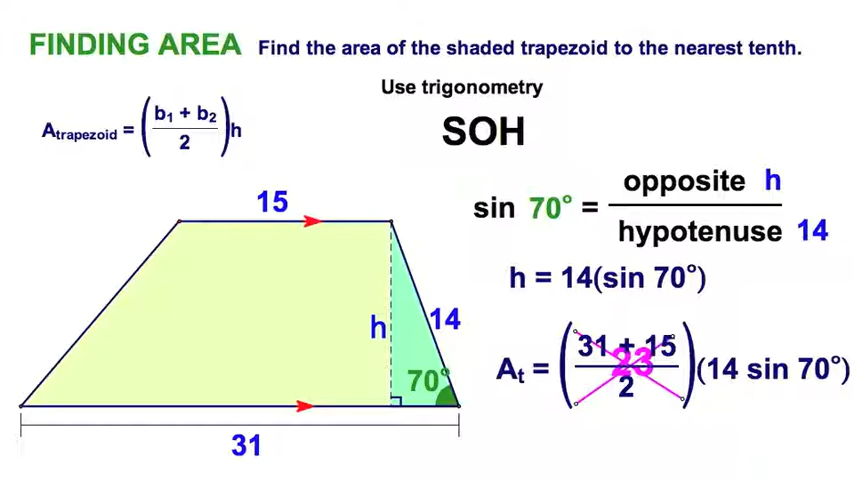 FINDING AREA Find the area of the shaded trapezoid to the nearest tenth.
Use trigonometry
SOH
A_trapezoid = ((b₁ + b₂)/2)h
sin 70° = opposite h / hypotenuse 14
h = 14(sin 70°)
A_t = ((31 + 15)/2)(14 sin 70°)
23
15
h
14
70°
31